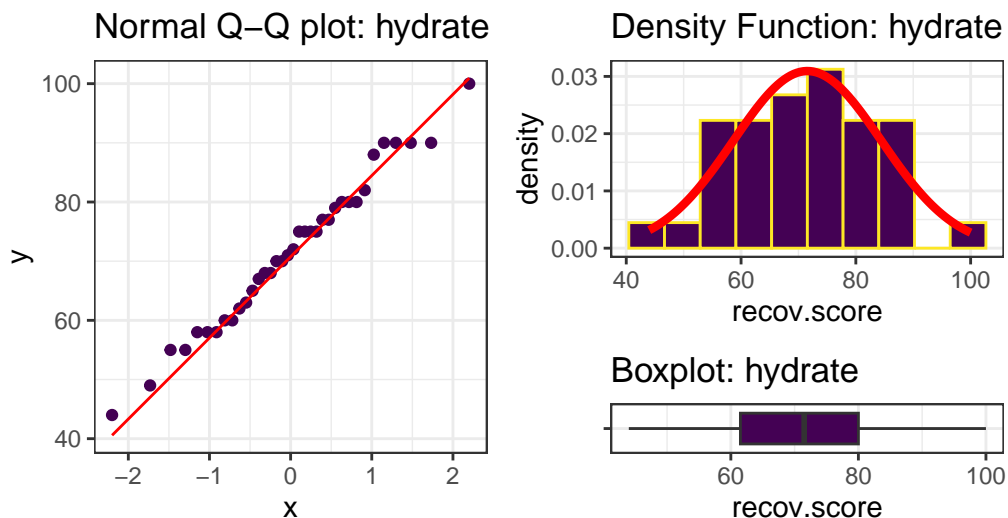 Normal Q−Q plot: hydrate
100
80
60
40
y
−2
−1
0
1
2
x
Density Function: hydrate
0.03
0.02
0.01
0.00
density
40
60
80
100
recov.score
Boxplot: hydrate
60
80
100
recov.score